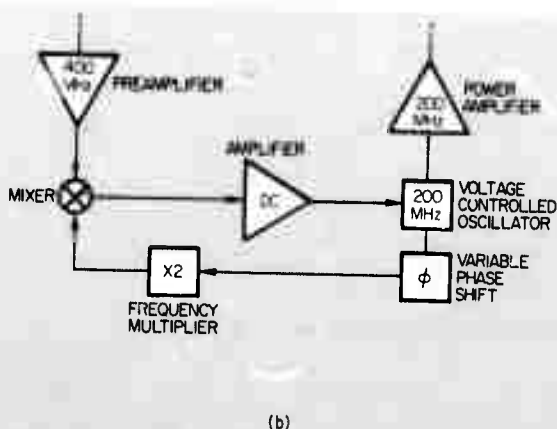 400
MHz
PREAMPLIFIER
200
MHz
POWER
AMPLIFIER
AMPLIFIER
DC
MIXER
200
MHz
VOLTAGE
CONTROLLED
OSCILLATOR
X2
FREQUENCY
MULTIPLIER
ϕ
VARIABLE
PHASE
SHIFT
(b)